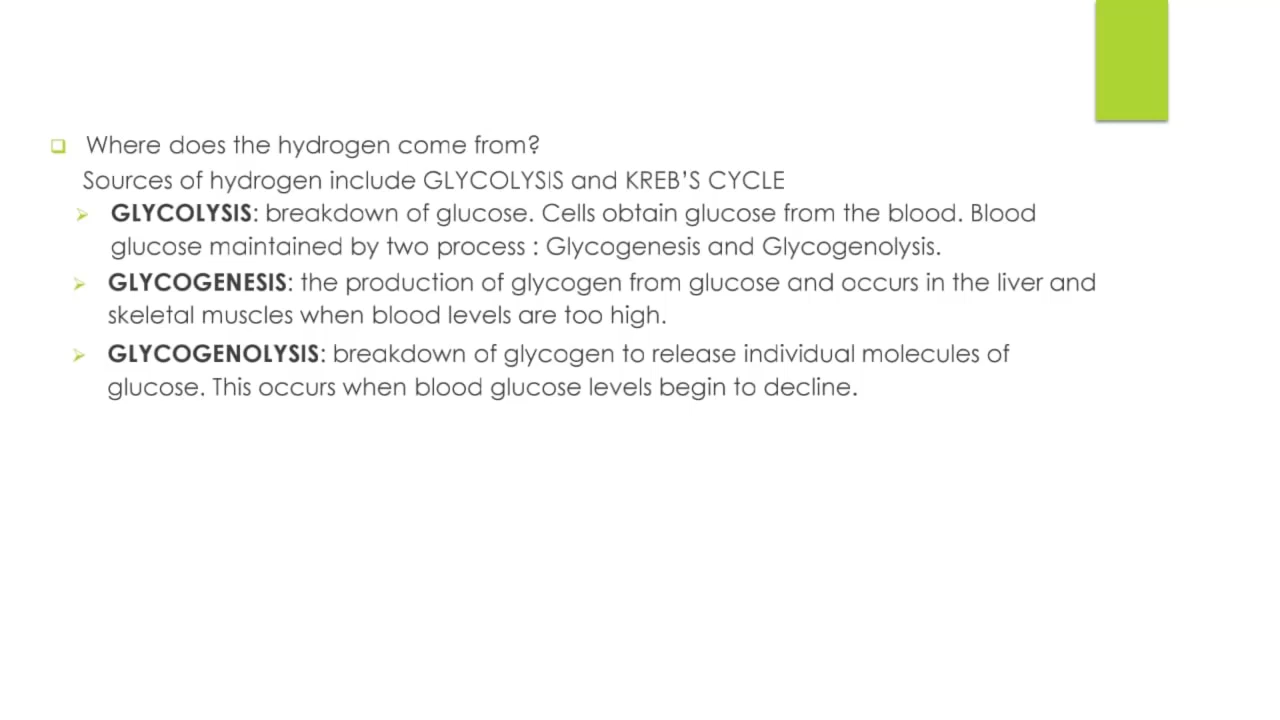 Where does the hydrogen come from?
Sources of hydrogen include GLYCOLYSIS and KREB'S CYCLE
GLYCOLYSIS: breakdown of glucose. Cells obtain glucose from the blood. Blood
glucose maintained by two process : Glycogenesis and Glycogenolysis.
GLYCOGENESIS: the production of glycogen from glucose and occurs in the liver and
skeletal muscles when blood levels are too high.
GLYCOGENOLYSIS: breakdown of glycogen to release individual molecules of
glucose. This occurs when blood glucose levels begin to decline.